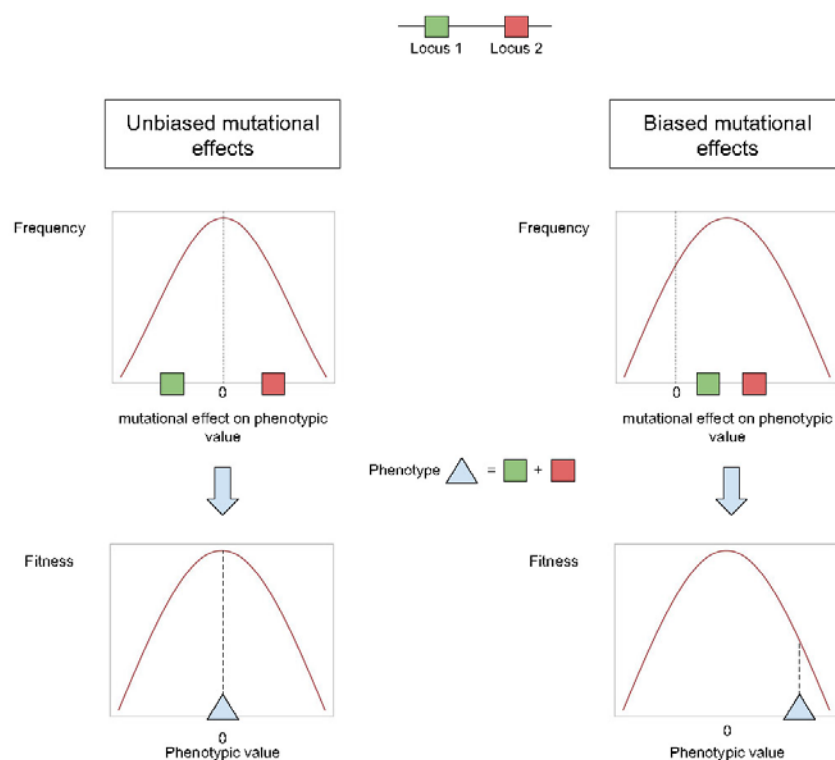 Locus 1 Locus 2
Unbiased mutational
effects
Biased mutational
effects
Frequency
Frequency
0
0
mutational effect on phenotypic
value
mutational effect on phenotypic
value
Phenotype = +
Fitness
Fitness
0
0
Phenotypic value
Phenotypic value